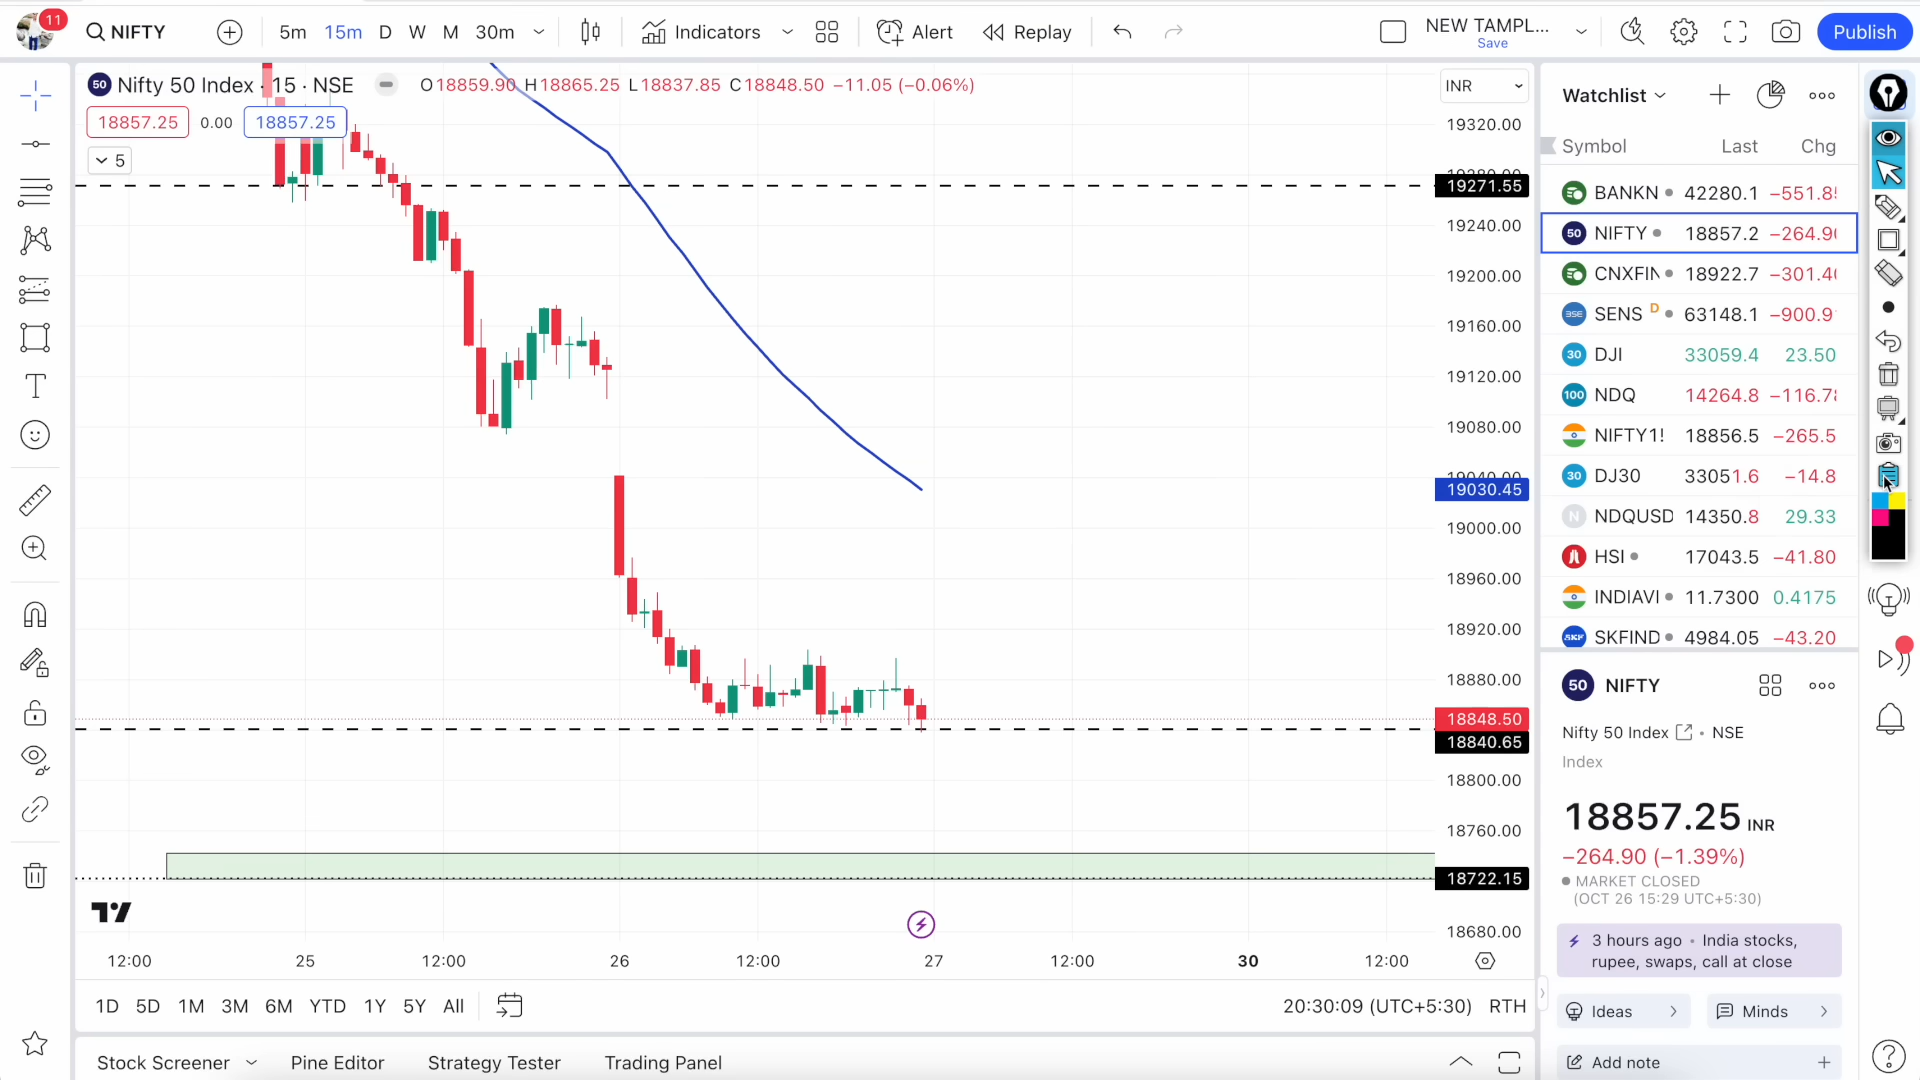 11
NIFTY
5m 15m D W M 30m
Indicators
Alert
Replay
NEW TAMPL...
Save
Publish
50 Nifty 50 Index · 15 · NSE
O18859.90 H18865.25 L18837.85 C18848.50 −11.05 (−0.06%)
INR
18857.25 0.00 18857.25
5
19320.00
19271.55
19240.00
19200.00
19160.00
19120.00
19080.00
19040.00
19030.45
19000.00
18960.00
18920.00
18880.00
18848.50
18840.65
18800.00
18760.00
18722.15
18680.00
12:00 25 12:00 26 12:00 27 12:00 30 12:00
1D 5D 1M 3M 6M YTD 1Y 5Y All
20:30:09 (UTC+5:30) RTH
Stock Screener Pine Editor Strategy Tester Trading Panel
Watchlist
Symbol Last Chg
BANKN 42280.1 −551.8
50 NIFTY 18857.2 −264.9
CNXFIN 18922.7 −301.4
BSE SENS D 63148.1 −900.9
30 DJI 33059.4 23.50
100 NDQ 14264.8 −116.7
NIFTY1! 18856.5 −265.5
30 DJ30 33051.6 −14.8
N NDQUSD 14350.8 29.33
HSI 17043.5 −41.80
INDIAVI 11.7300 0.4175
SKF SKFIND 4984.05 −43.20
50 NIFTY
Nifty 50 Index • NSE
Index
18857.25 INR
−264.90 (−1.39%)
MARKET CLOSED
(OCT 26 15:29 UTC+5:30)
3 hours ago • India stocks,
rupee, swaps, call at close
Ideas
Minds
Add note